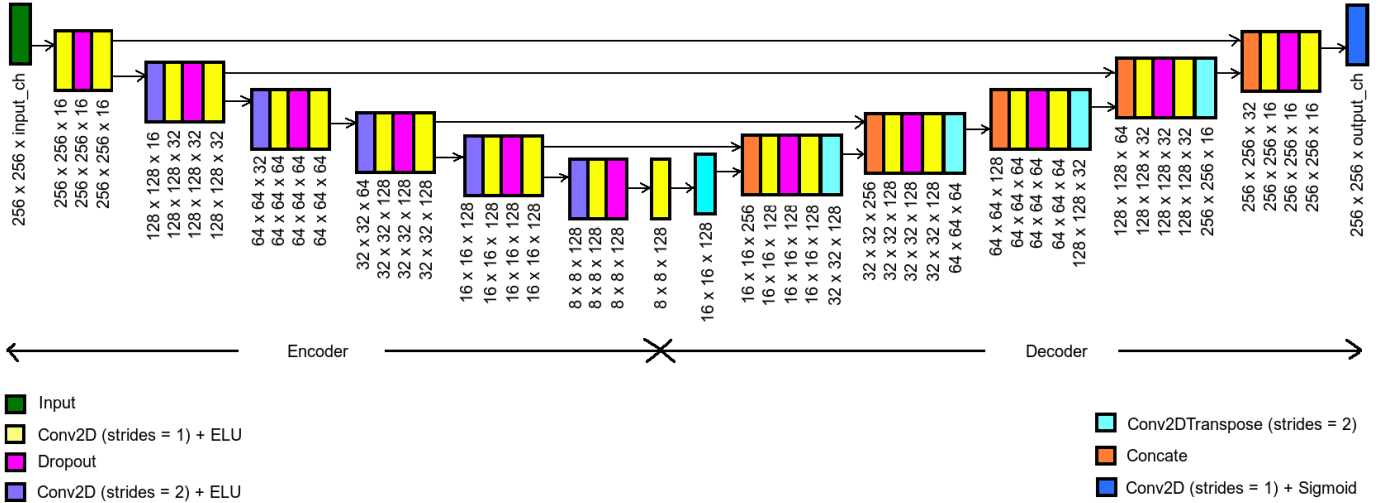 256 x 256 x input_ch
256 x 256 x 16
256 x 256 x 16
256 x 256 x 16
128 x 128 x 16
128 x 128 x 32
128 x 128 x 32
128 x 128 x 32
64 x 64 x 32
64 x 64 x 64
64 x 64 x 64
64 x 64 x 64
32 x 32 x 64
32 x 32 x 128
32 x 32 x 128
32 x 32 x 128
16 x 16 x 128
16 x 16 x 128
16 x 16 x 128
16 x 16 x 128
8 x 8 x 128
8 x 8 x 128
8 x 8 x 128
8 x 8 x 128
16 x 16 x 128
16 x 16 x 256
16 x 16 x 128
16 x 16 x 128
16 x 16 x 128
32 x 32 x 128
32 x 32 x 256
32 x 32 x 128
32 x 32 x 128
32 x 32 x 128
64 x 64 x 64
64 x 64 x 128
64 x 64 x 64
64 x 64 x 64
64 x 64 x 64
128 x 128 x 32
128 x 128 x 64
128 x 128 x 32
128 x 128 x 32
128 x 128 x 32
256 x 256 x 16
256 x 256 x 32
256 x 256 x 16
256 x 256 x 16
256 x 256 x 16
256 x 256 x output_ch
Encoder
Decoder
Input
Conv2D (strides = 1) + ELU
Dropout
Conv2D (strides = 2) + ELU
Conv2DTranspose (strides = 2)
Concate
Conv2D (strides = 1) + Sigmoid